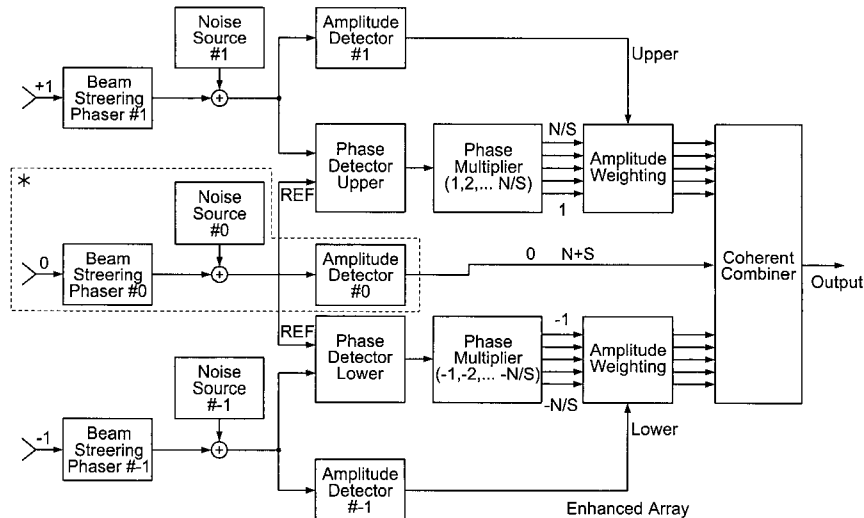 Noise
Source
#1
Amplitude
Detector
#1
Upper
+1
Beam
Streering
Phaser #1
+
Phase
Detector
Upper
Phase
Multiplier
(1,2,... N/S)
N/S
1
Amplitude
Weighting
REF
*
Noise
Source
#0
0
Beam
Streering
Phaser #0
+
Amplitude
Detector
#0
0 N+S
Coherent
Combiner
Output
REF
Phase
Detector
Lower
Phase
Multiplier
(-1,-2,... -N/S)
-1
-N/S
Amplitude
Weighting
Noise
Source
#-1
-1
Beam
Streering
Phaser #-1
+
Lower
Amplitude
Detector
#-1
Enhanced Array